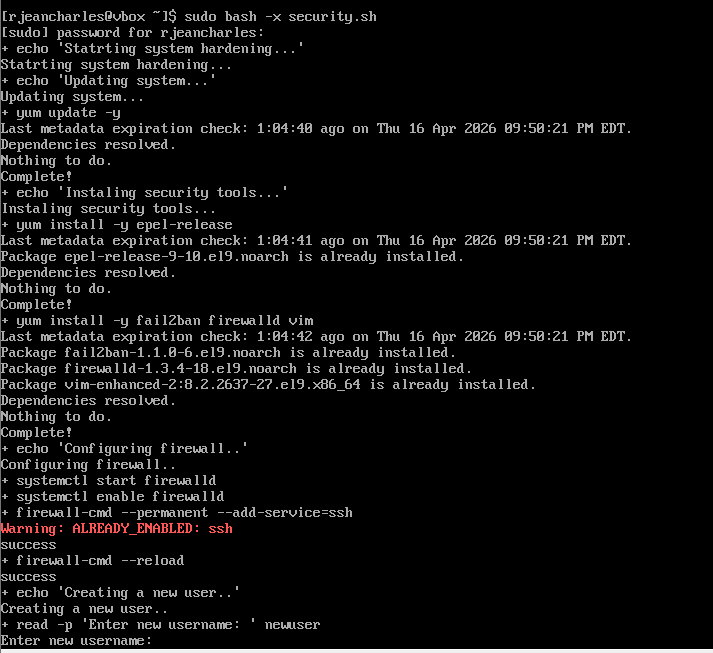 [rjeancharles@vbox ~]$ sudo bash -x security.sh
[sudo] password for rjeancharles:
+ echo 'Statrting system hardening...'
Statrting system hardening...
+ echo 'Updating system...'
Updating system...
+ yum update -y
Last metadata expiration check: 1:04:40 ago on Thu 16 Apr 2026 09:50:21 PM EDT.
Dependencies resolved.
Nothing to do.
Complete!
+ echo 'Instaling security tools...'
Instaling security tools...
+ yum install -y epel-release
Last metadata expiration check: 1:04:41 ago on Thu 16 Apr 2026 09:50:21 PM EDT.
Package epel-release-9-10.el9.noarch is already installed.
Dependencies resolved.
Nothing to do.
Complete!
+ yum install -y fail2ban firewalld vim
Last metadata expiration check: 1:04:42 ago on Thu 16 Apr 2026 09:50:21 PM EDT.
Package fail2ban-1.1.0-6.el9.noarch is already installed.
Package firewalld-1.3.4-18.el9.noarch is already installed.
Package vim-enhanced-2:8.2.2637-27.el9.x86_64 is already installed.
Dependencies resolved.
Nothing to do.
Complete!
+ echo 'Configuring firewall..'
Configuring firewall..
+ systemctl start firewalld
+ systemctl enable firewalld
+ firewall-cmd --permanent --add-service=ssh
Warning: ALREADY_ENABLED: ssh
success
+ firewall-cmd --reload
success
+ echo 'Creating a new user..'
Creating a new user..
+ read -p 'Enter new username: ' newuser
Enter new username: